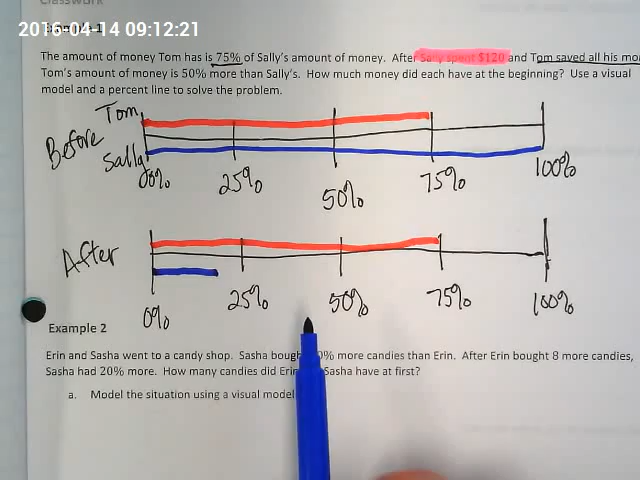 Classwork
2016-04-14 09:12:21
Example 1
The amount of money Tom has is 75% of Sally's amount of money. After Sally spent $120 and Tom saved all his
Tom's amount of money is 50% more than Sally's. How much money did each have at the beginning? Use a visual
model and a percent line to solve the problem.
Tom
Before
Sally
0% 25% 50% 75% 100%
After
0% 25% 50% 75% 100%
Example 2
Erin and Sasha went to a candy shop. Sasha more candies than Erin. After Erin bought 8 more candies,
Sasha had 20% more. How many candies did Sasha have at first?
a. Model the situation using a visual model